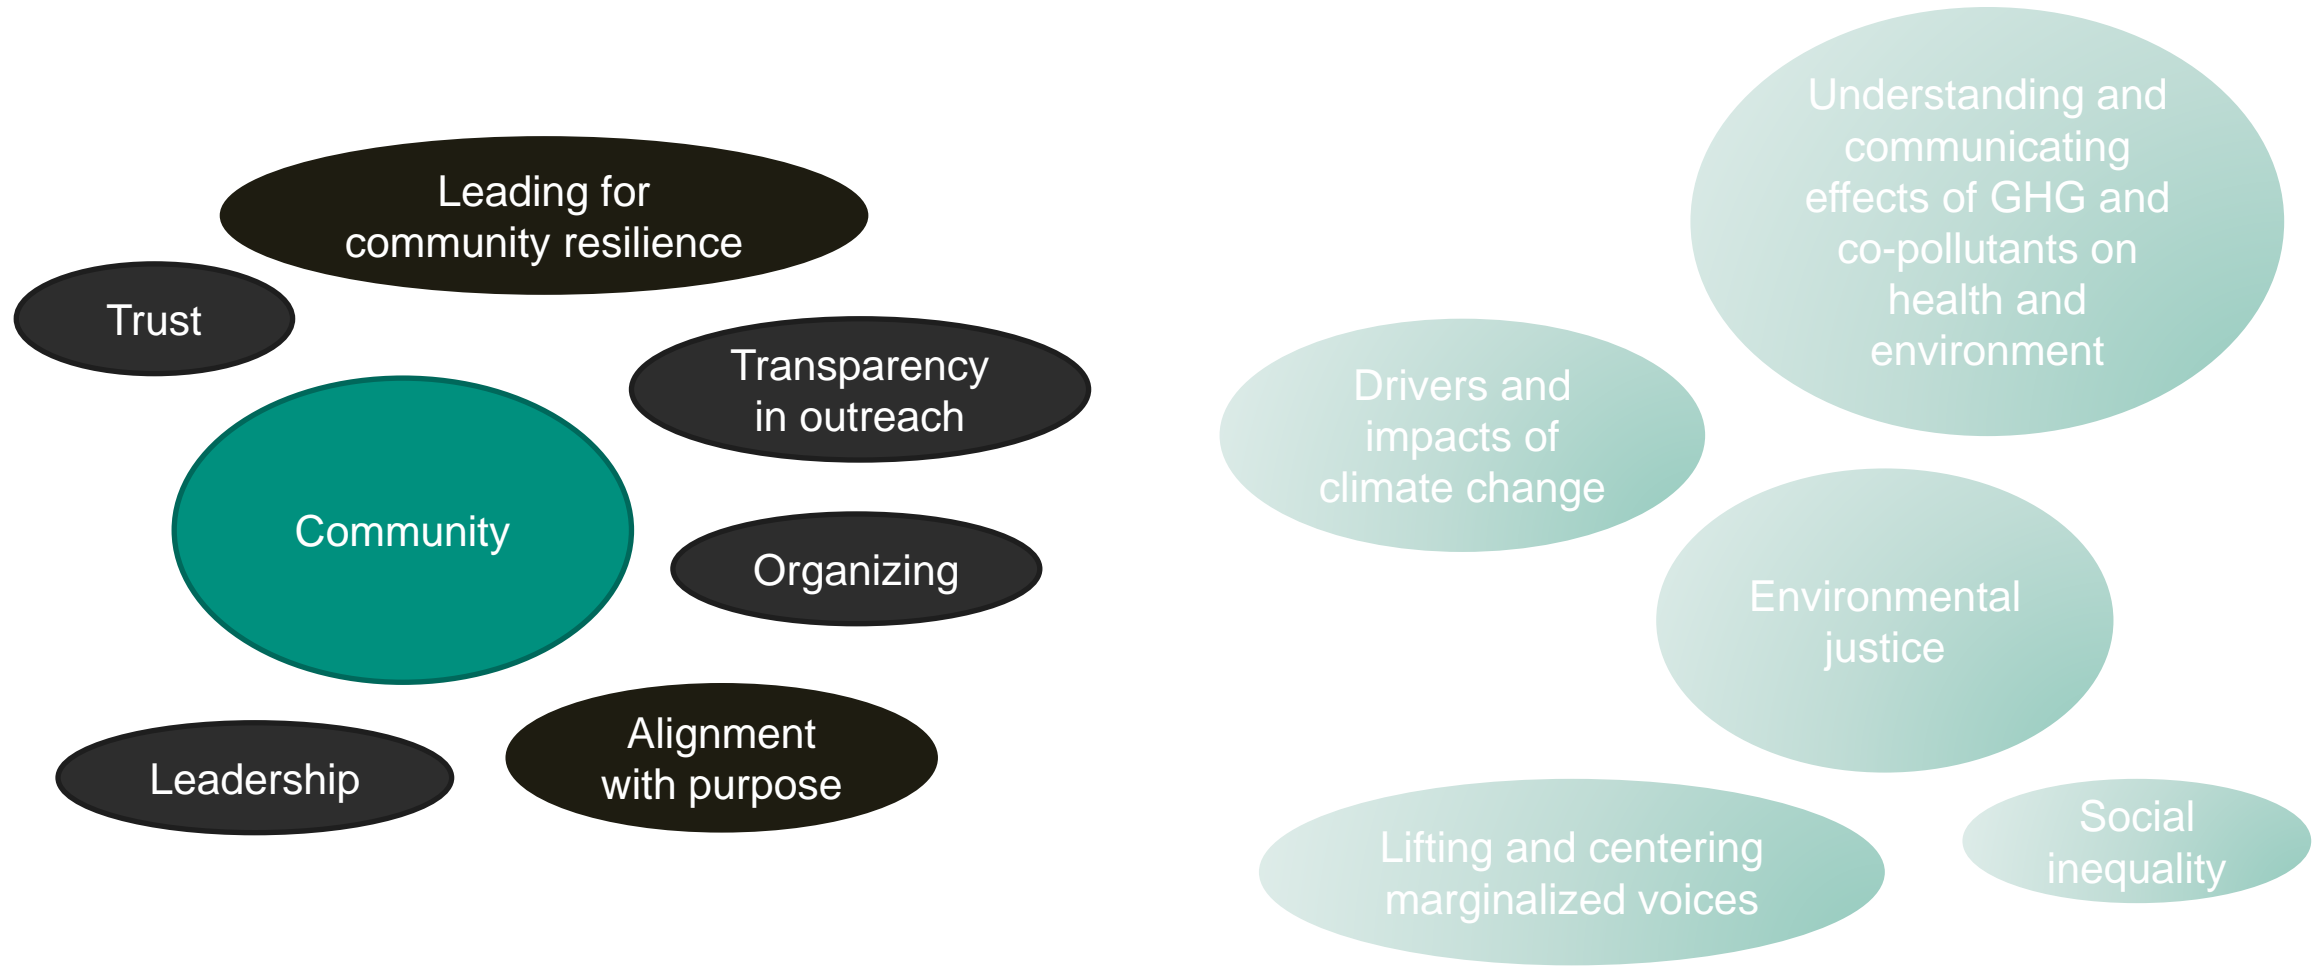 Leading for
community resilience
Trust
Transparency
in outreach
Community
Organizing
Leadership
Alignment
with purpose
Understanding and
communicating
effects of GHG and
co-pollutants on
health and
environment
Drivers and
impacts of
climate change
Environmental
justice
Lifting and centering
marginalized voices
Social
inequality